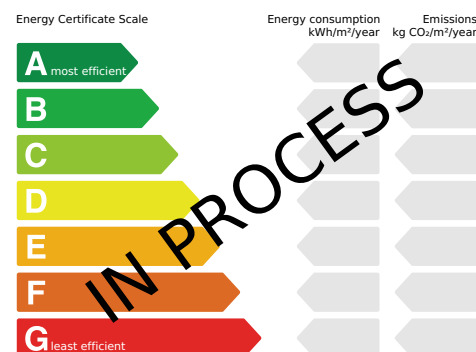 Energy Certificate Scale
Energy consumption
kWh/m²/year
Emissions
kg CO₂/m²/year
A most efficient
B
C
D
E
F
G least efficient
IN PROCESS